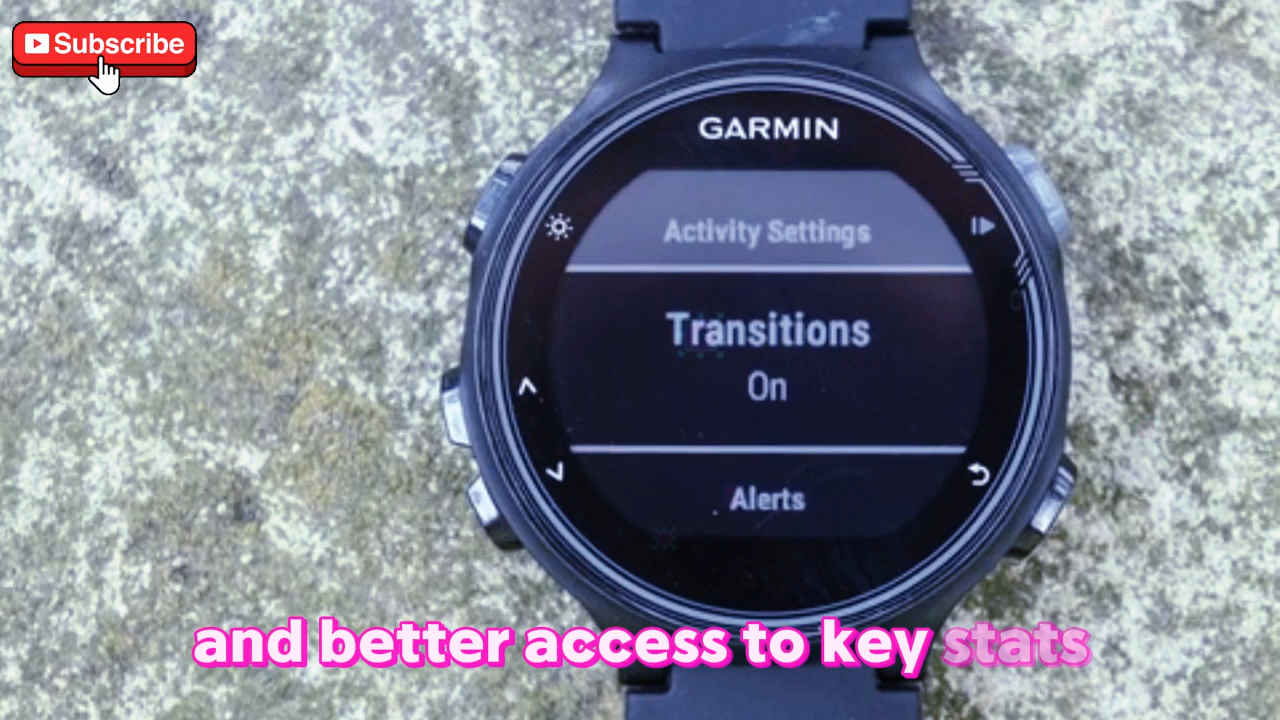 Subscribe
GARMIN
Activity Settings
Transitions
On
Alerts
and better access to key stats